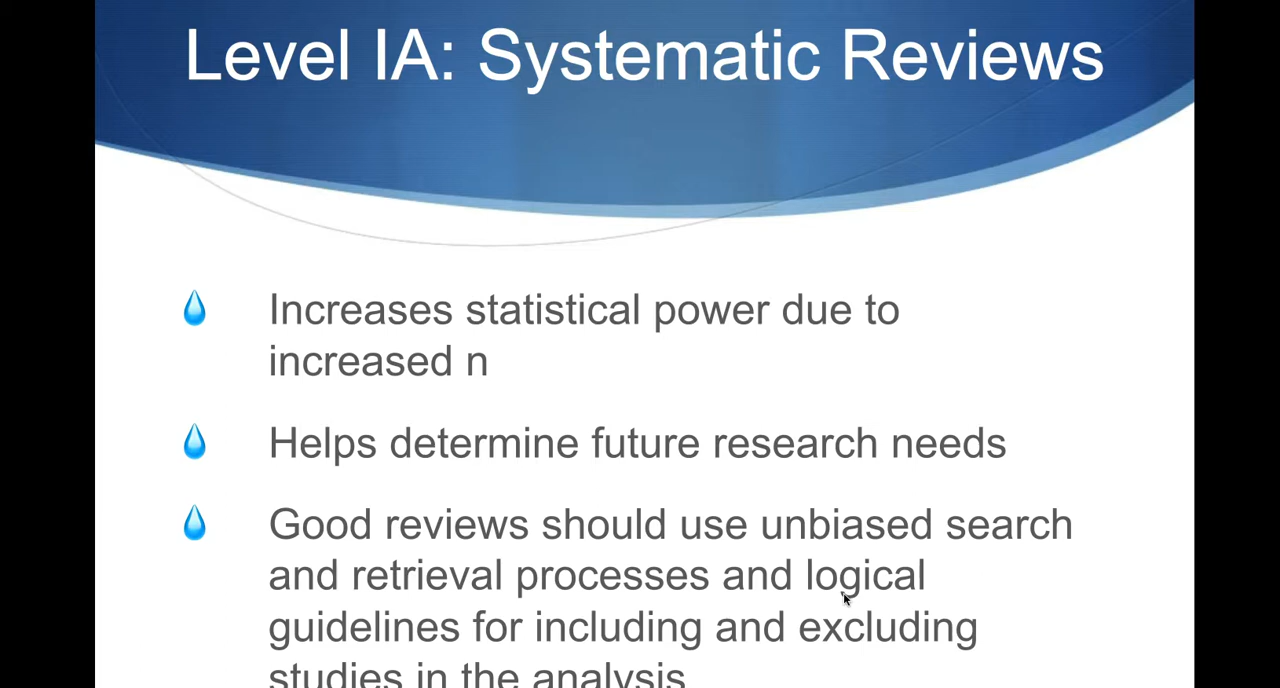 Level IA: Systematic Reviews
Increases statistical power due to
increased n
Helps determine future research needs
Good reviews should use unbiased search
and retrieval processes and logical
guidelines for including and excluding
studies in the analysis